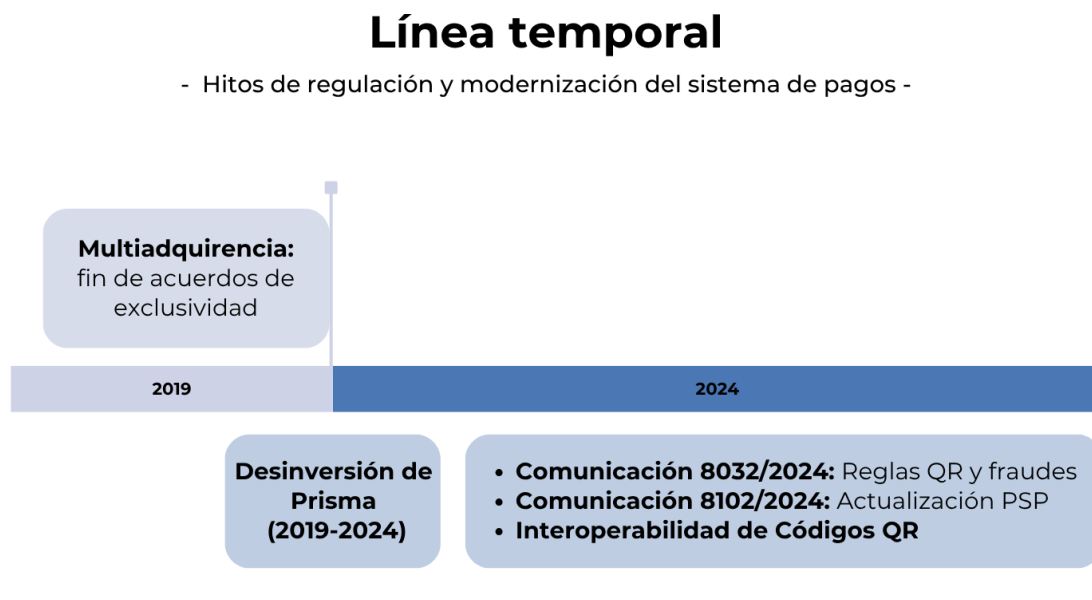 Línea temporal
- Hitos de regulación y modernización del sistema de pagos -
Multiadquirencia:
fin de acuerdos de
exclusividad
2019
2024
Desinversión de
Prisma
(2019-2024)
• Comunicación 8032/2024: Reglas QR y fraudes
• Comunicación 8102/2024: Actualización PSP
• Interoperabilidad de Códigos QR